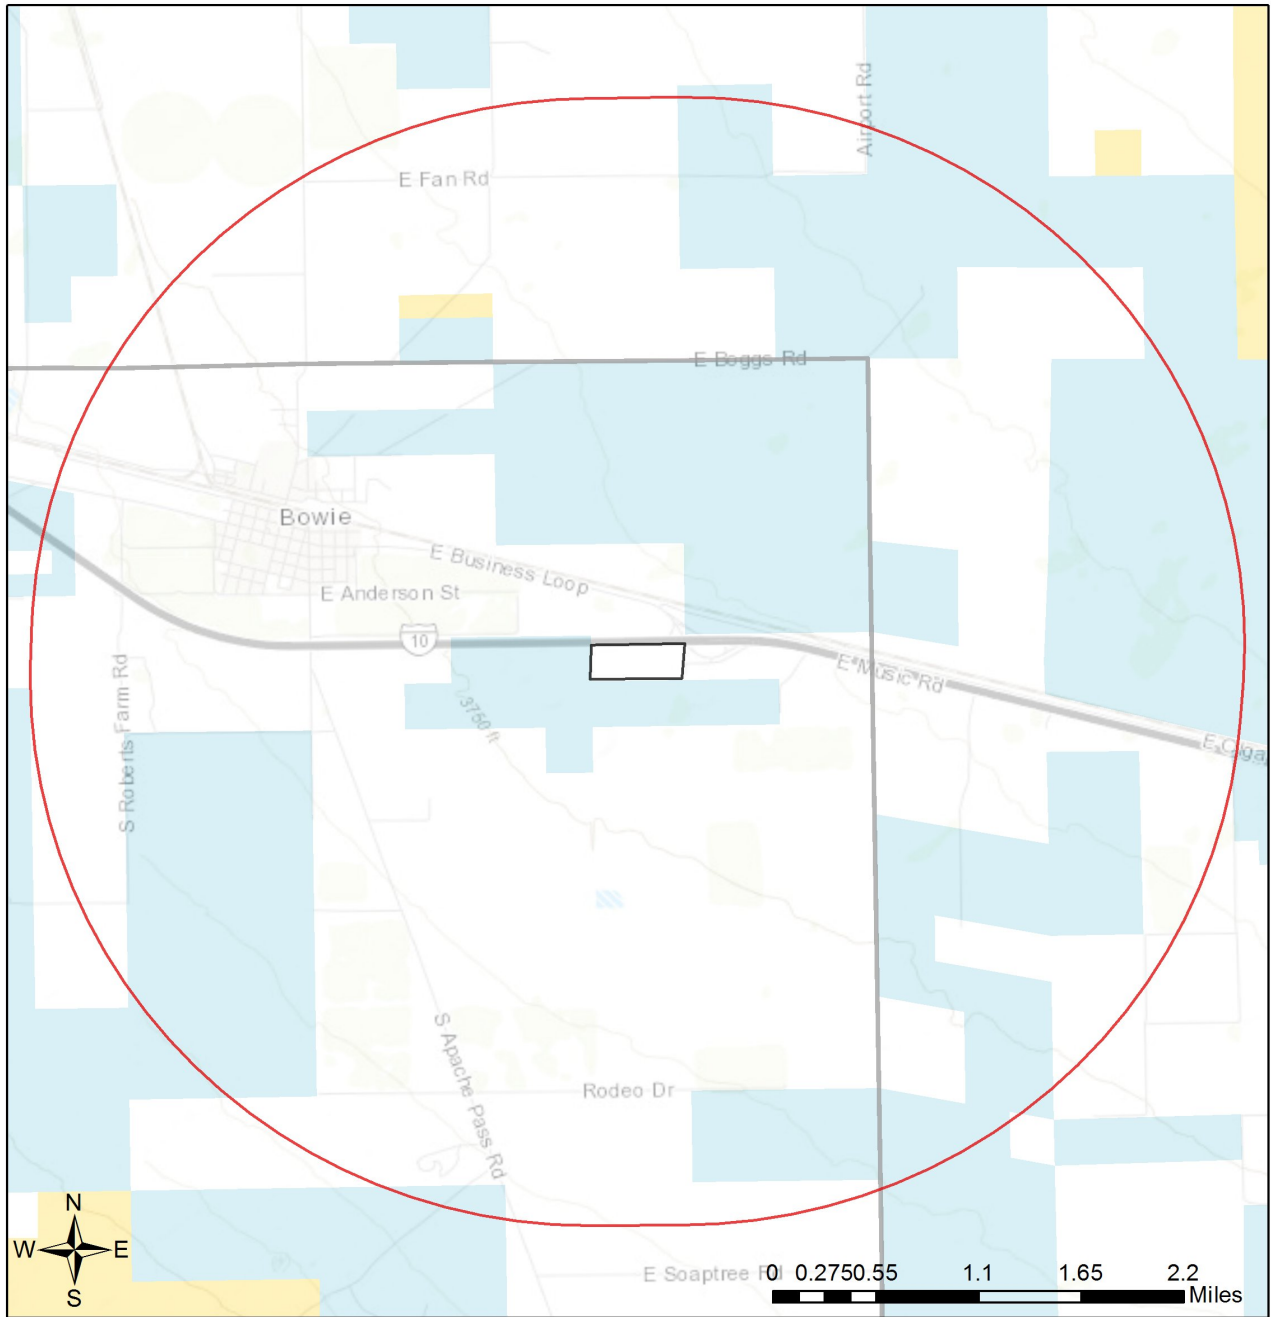 Airport Rd
E Fan Rd
E Boggs Rd
Bowie
E Business Loop
E Anderson St
10
E Music Rd
S Roberts Farm Rd
3750 ft
S Apache Pass Rd
Rodeo Dr
N
W E
S
E Soaptree Rd
0 0.275 0.55 1.1 1.65 2.2
Miles